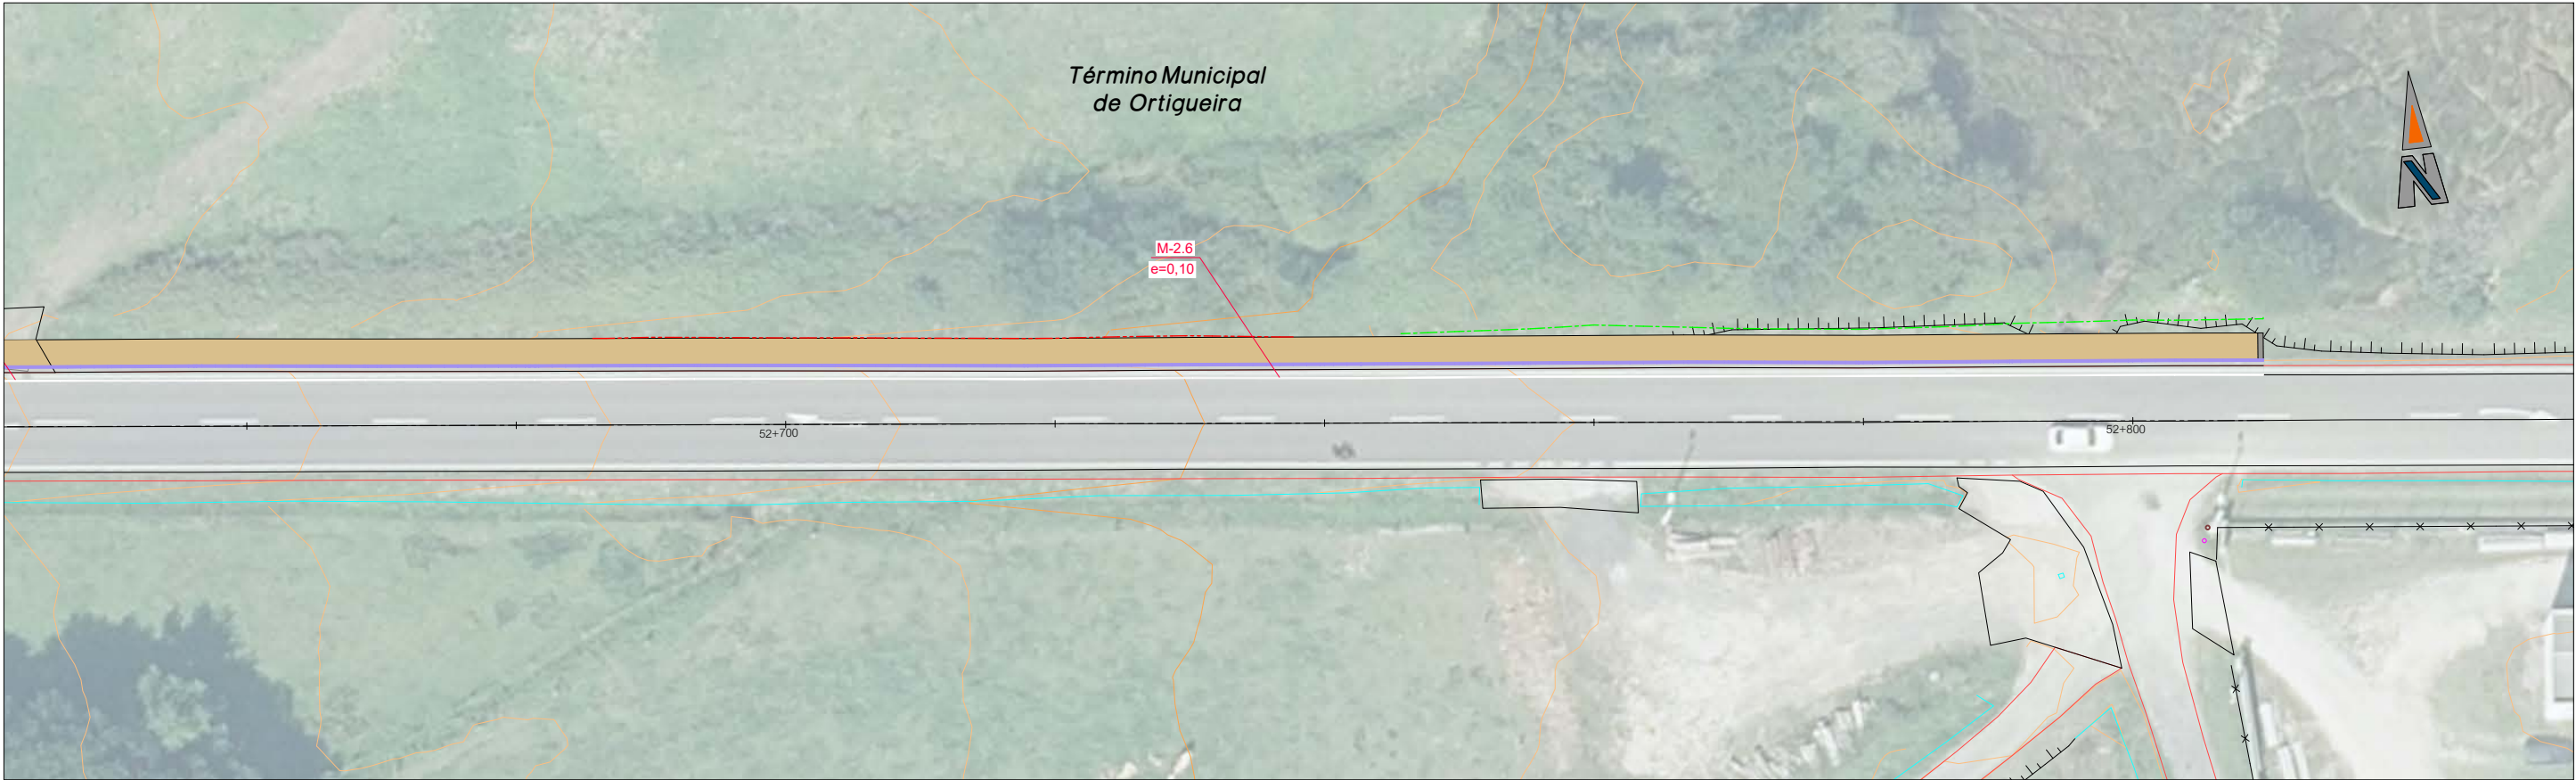 Término Municipal
de Ortigueira
N
M-2.6
e=0,10
52+700
52+800